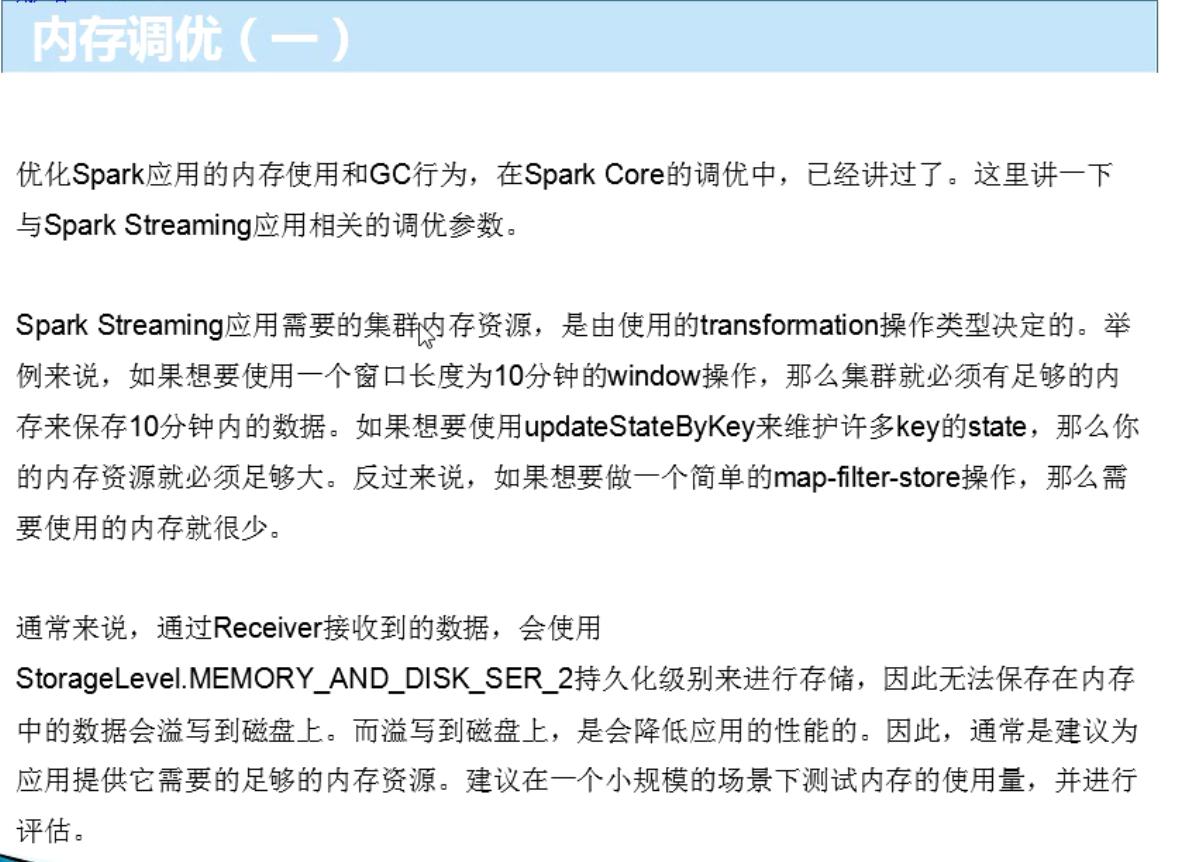 内存调优（一）
优化Spark应用的内存使用和GC行为，在Spark Core的调优中，已经讲过了。这里讲一下
与Spark Streaming应用相关的调优参数。
Spark Streaming应用需要的集群内存资源，是由使用的transformation操作类型决定的。举
例来说，如果想要使用一个窗口长度为10分钟的window操作，那么集群就必须有足够的内
存来保存10分钟内的数据。如果想要使用updateStateByKey来维护许多key的state，那么你
的内存资源就必须足够大。反过来说，如果想要做一个简单的map-filter-store操作，那么需
要使用的内存就很少。
通常来说，通过Receiver接收到的数据，会使用
StorageLevel.MEMORY_AND_DISK_SER_2持久化级别来进行存储，因此无法保存在内存
中的数据会溢写到磁盘上。而溢写到磁盘上，是会降低应用的性能的。因此，通常是建议为
应用提供它需要的足够的内存资源。建议在一个小规模的场景下测试内存的使用量，并进行
评估。